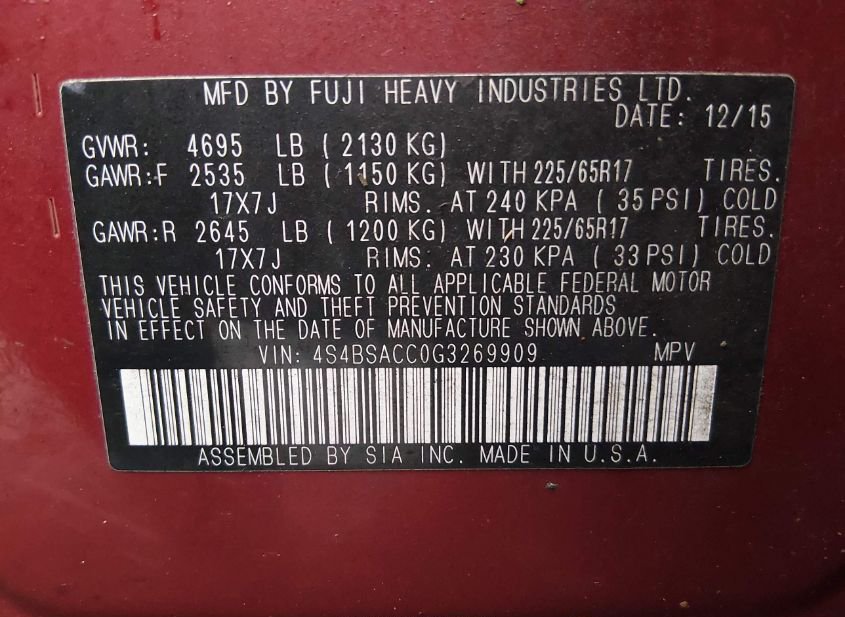 MFD BY FUJI HEAVY INDUSTRIES LTD.
DATE: 12/15
GVWR: 4695 LB ( 2130 KG)
GAWR:F 2535 LB ( 1150 KG) WITH 225/65R17 TIRES.
17X7J RIMS. AT 240 KPA ( 35 PSI) COLD
GAWR:R 2645 LB ( 1200 KG) WITH 225/65R17 TIRES.
17X7J RIMS. AT 230 KPA ( 33 PSI) COLD
THIS VEHICLE CONFORMS TO ALL APPLICABLE FEDERAL MOTOR
VEHICLE SAFETY AND THEFT PREVENTION STANDARDS
IN EFFECT ON THE DATE OF MANUFACTURE SHOWN ABOVE.
VIN: 4S4BSACC0G3269909 MPV
ASSEMBLED BY SIA INC. MADE IN U.S.A.